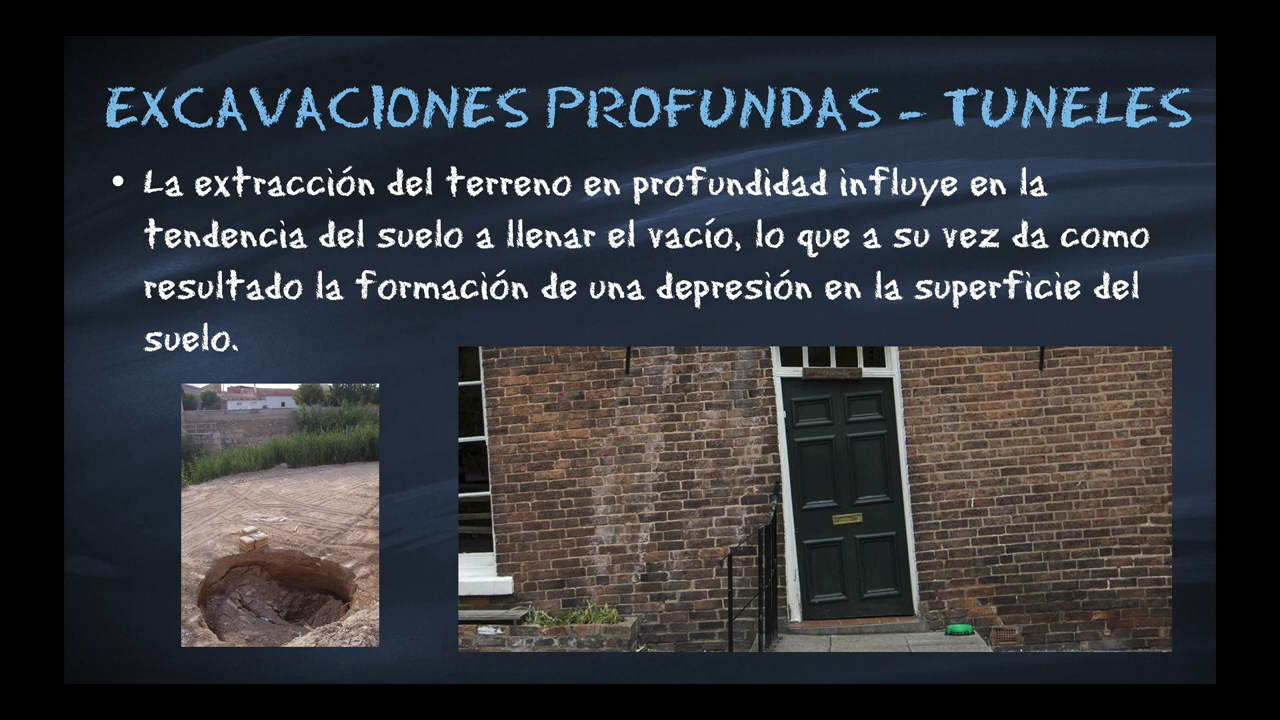 EXCAVACIONES PROFUNDAS - TUNELES
• La extracción del terreno en profundidad influye en la
tendencia del suelo a llenar el vacío, lo que a su vez da como
resultado la formación de una depresión en la superficie del
suelo.